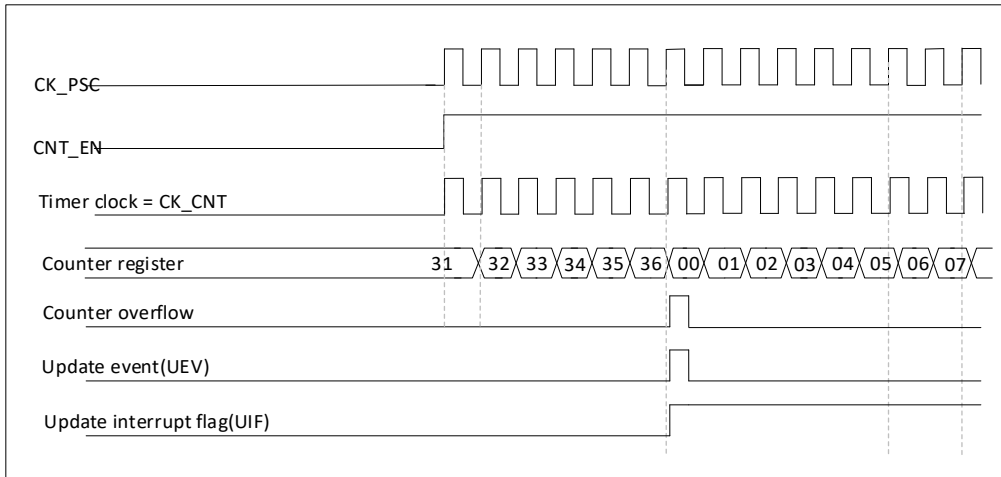 CK_PSC
CNT_EN
Timer clock = CK_CNT
Counter register 31 32 33 34 35 36 00 01 02 03 04 05 06 07
Counter overflow
Update event(UEV)
Update interrupt flag(UIF)